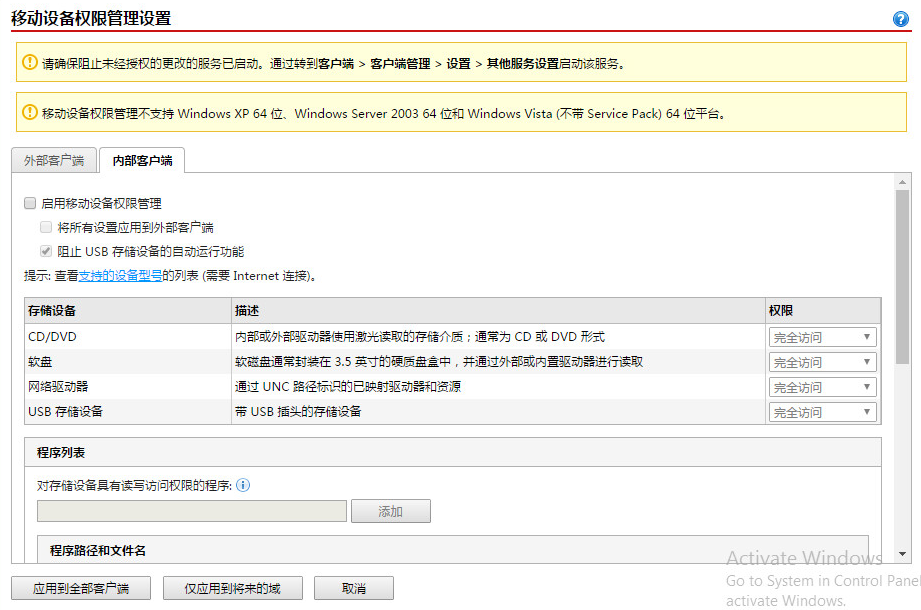 移动设备权限管理设置
请确保阻止未经授权的更改的服务已启动。通过转到客户端 > 客户端管理 > 设置 > 其他服务设置启动该服务。
移动设备权限管理不支持 Windows XP 64 位、Windows Server 2003 64 位和 Windows Vista (不带 Service Pack) 64 位平台。
外部客户端 内部客户端
启用移动设备权限管理
将所有设置应用到外部客户端
阻止 USB 存储设备的自动运行功能
提示: 查看支持的设备型号的列表 (需要 Internet 连接)。
存储设备 描述 权限
CD/DVD 内部或外部驱动器使用激光读取的存储介质；通常为 CD 或 DVD 形式 完全访问
软盘 软磁盘通常封装在 3.5 英寸的硬质盘盒中，并通过外部或内置驱动器进行读取 完全访问
网络驱动器 通过 UNC 路径标识的已映射驱动器和资源 完全访问
USB 存储设备 带 USB 插头的存储设备 完全访问
程序列表
对存储设备具有读写访问权限的程序:
添加
程序路径和文件名
Activate Windows
Go to System in Control Panel
activate Windows.
应用到全部客户端 仅应用到将来的域 取消